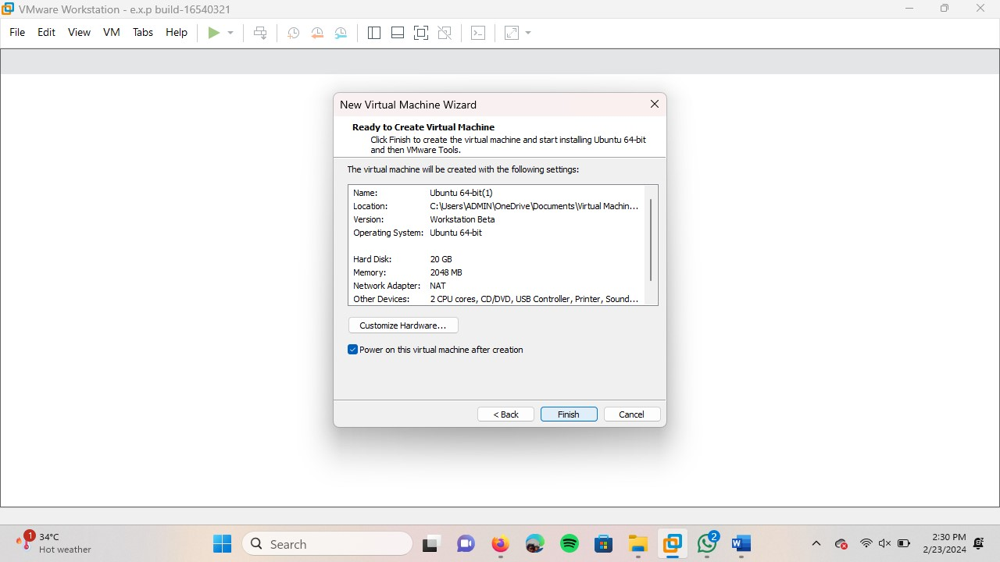 VMware Workstation - e.x.p build-16540321
File Edit View VM Tabs Help
New Virtual Machine Wizard
Ready to Create Virtual Machine
Click Finish to create the virtual machine and start installing Ubuntu 64-bit
and then VMware Tools.
The virtual machine will be created with the following settings:
Name: Ubuntu 64-bit(1)
Location: C:\Users\ADMIN\OneDrive\Documents\Virtual Machin...
Version: Workstation Beta
Operating System: Ubuntu 64-bit
Hard Disk: 20 GB
Memory: 2048 MB
Network Adapter: NAT
Other Devices: 2 CPU cores, CD/DVD, USB Controller, Printer, Sound...
Customize Hardware...
Power on this virtual machine after creation
< Back Finish Cancel
1
34°C
Hot weather
Search
2
W
2:30 PM
2/23/2024